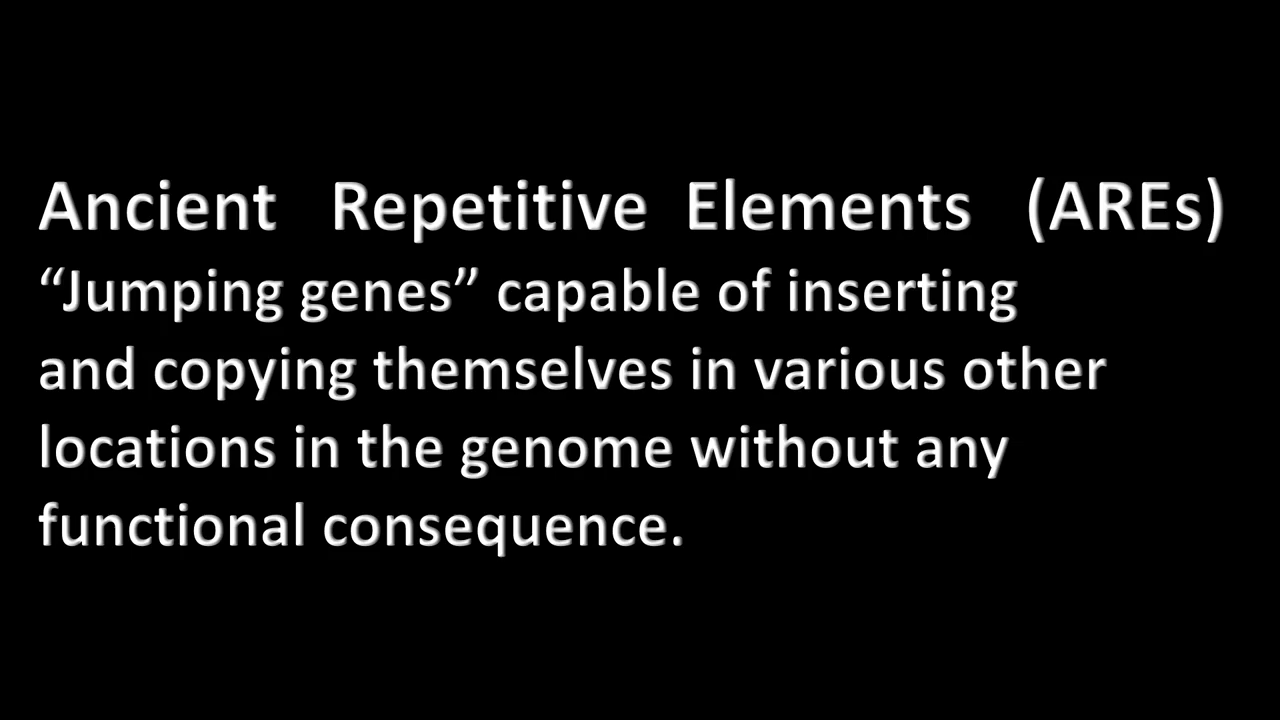 Ancient Repetitive Elements (AREs)
“Jumping genes” capable of inserting
and copying themselves in various other
locations in the genome without any
functional consequence.